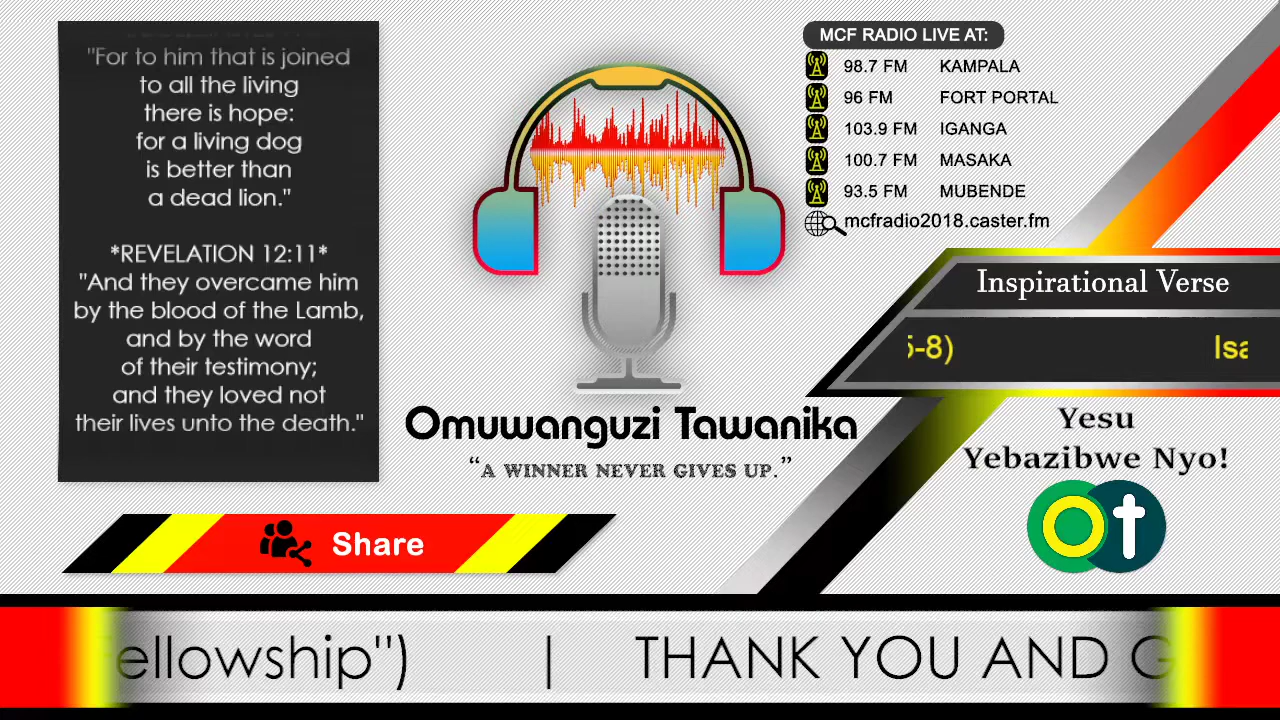 "For to him that is joined
to all the living
there is hope:
for a living dog
is better than
a dead lion."
*REVELATION 12:11*
"And they overcame him
by the blood of the Lamb,
and by the word
of their testimony;
and they loved not
their lives unto the death."
Omuwanguzi Tawanika
“A WINNER NEVER GIVES UP.”
Share
MCF RADIO LIVE AT:
98.7 FM KAMPALA
96 FM FORT PORTAL
103.9 FM IGANGA
100.7 FM MASAKA
93.5 FM MUBENDE
mcfradio2018.caster.fm
Inspirational Verse
5-8) Isa
Yesu
Yebazibwe Nyo!
ot
ellowship") | THANK YOU AND G